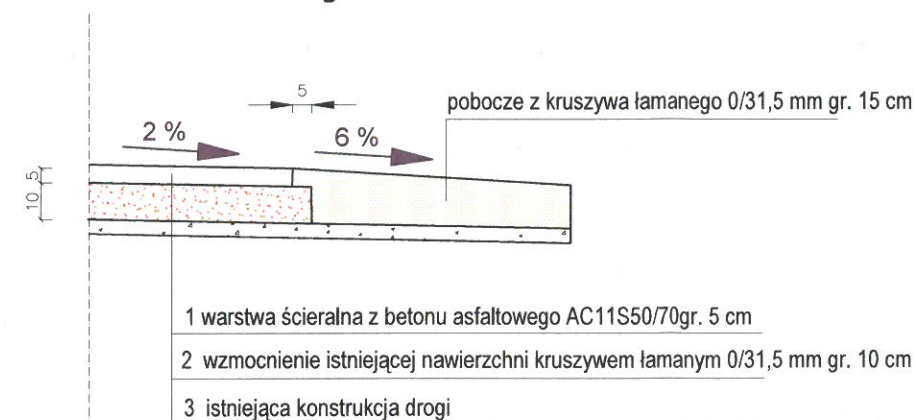 5
pobocze z kruszywa łamanego 0/31,5 mm gr. 15 cm
2 %
6 %
5
10
1 warstwa ścieralna z betonu asfaltowego AC11S50/70gr. 5 cm
2 wzmocnienie istniejącej nawierzchni kruszywem łamanym 0/31,5 mm gr. 10 cm
3 istniejąca konstrukcja drogi